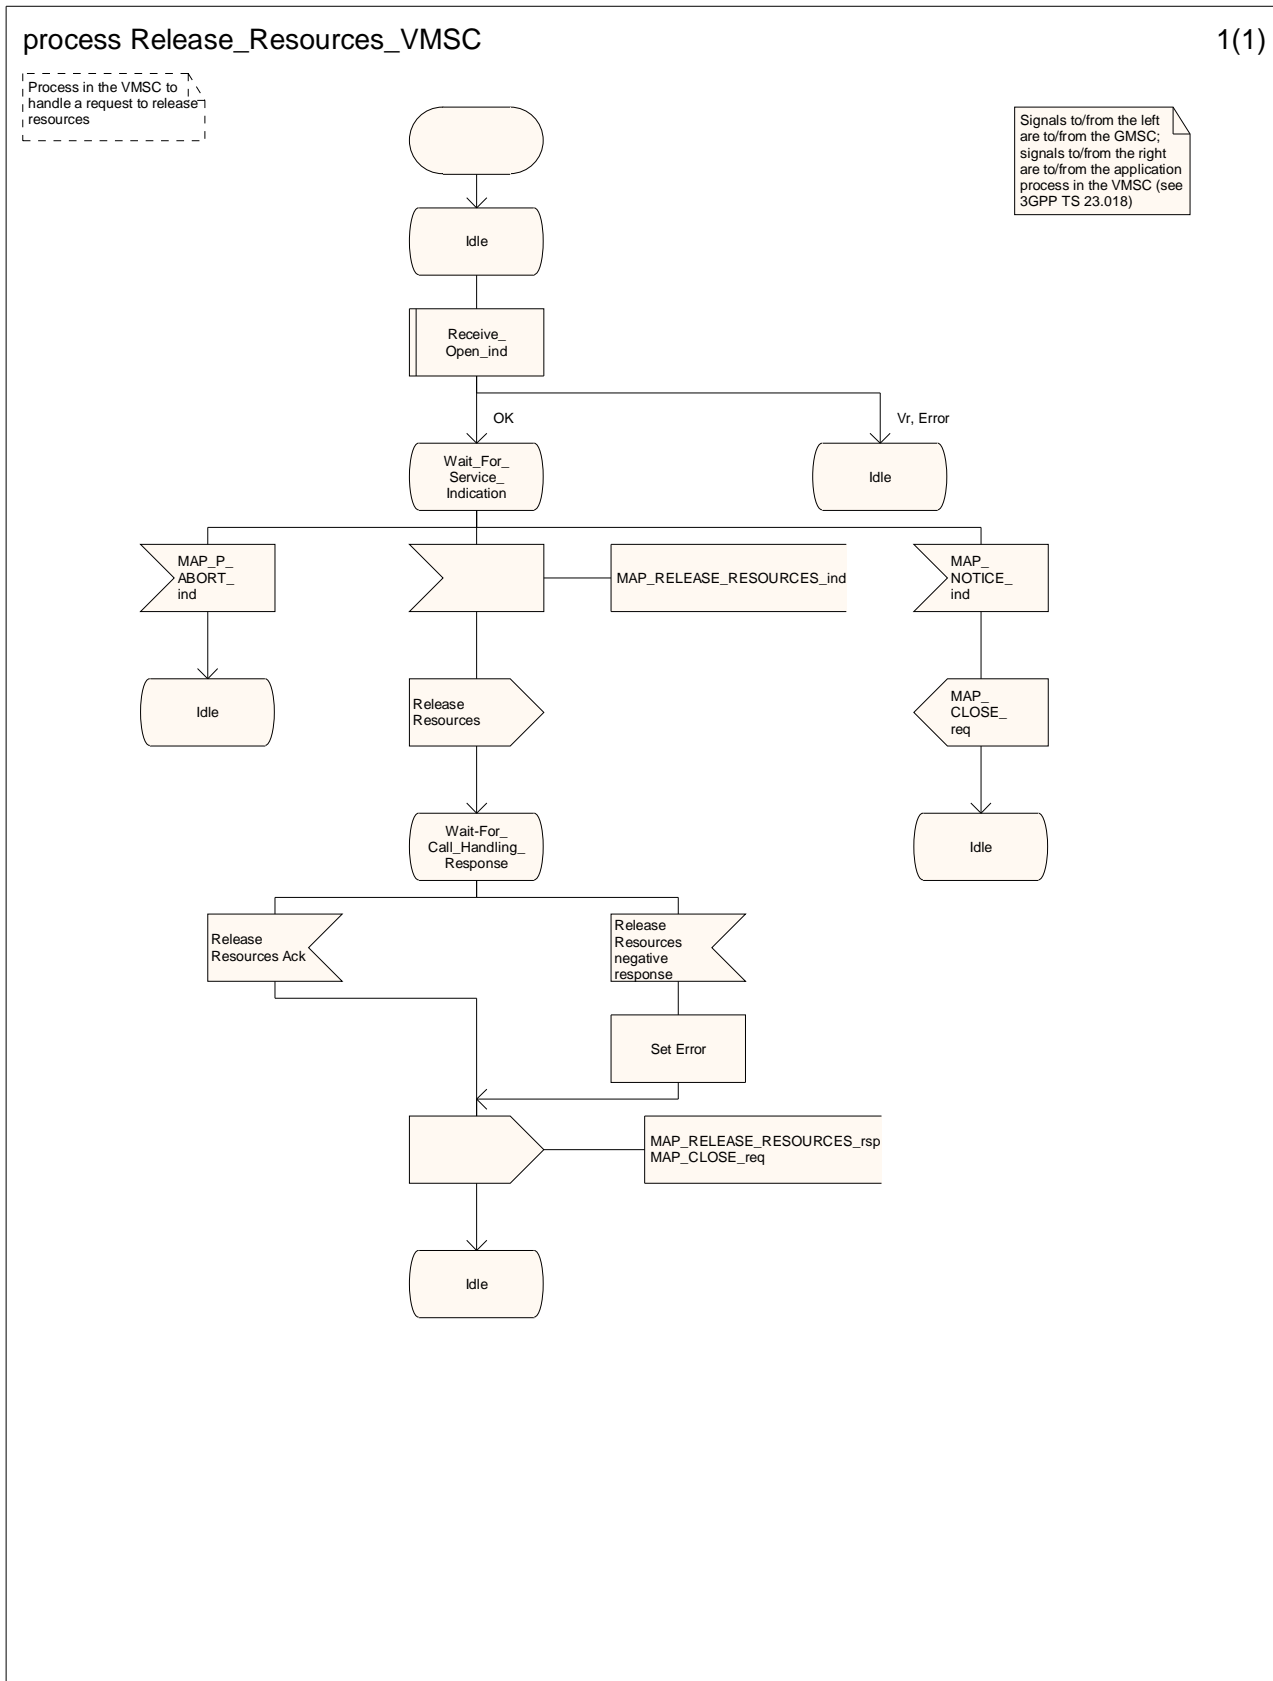 process Release_Resources_VMSC
1(1)
Process in the VMSC to
handle a request to release
resources
Signals to/from the left
are to/from the GMSC;
signals to/from the right
are to/from the application
process in the VMSC (see
3GPP TS 23.018)
Idle
Receive_
Open_ind
OK
Vr, Error
Wait_For_
Service_
Indication
Idle
MAP_P_
ABORT_
ind
MAP_RELEASE_RESOURCES_ind
MAP_
NOTICE_
ind
Idle
Release
Resources
MAP_
CLOSE_
req
Wait-For_
Call_Handling_
Response
Idle
Release
Resources Ack
Release
Resources
negative
response
Set Error
MAP_RELEASE_RESOURCES_rsp
MAP_CLOSE_req
Idle